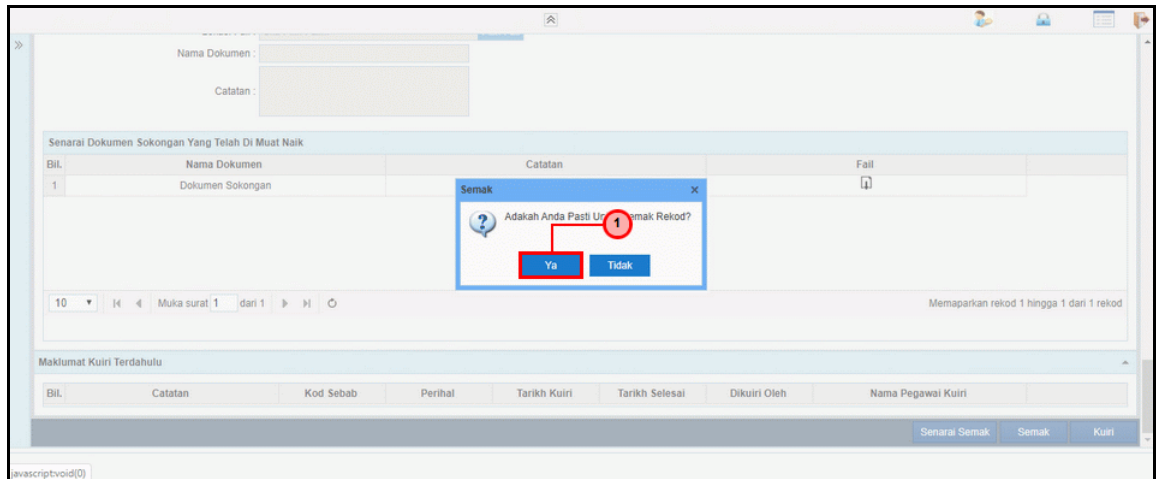 Nama Dokumen :
Catatan :
Senarai Dokumen Sokongan Yang Telah Di Muat Naik
Bil. Nama Dokumen Catatan Fail
1 Dokumen Sokongan
Semak ×
Adakah Anda Pasti Un emak Rekod?
1
Ya Tidak
10 Muka surat 1 dari 1 Memaparkan rekod 1 hingga 1 dari 1 rekod
Maklumat Kuiri Terdahulu
Bil. Catatan Kod Sebab Perihal Tarikh Kuiri Tarikh Selesai Dikuiri Oleh Nama Pegawai Kuiri
Senarai Semak Semak Kuiri
javascript:void(0)